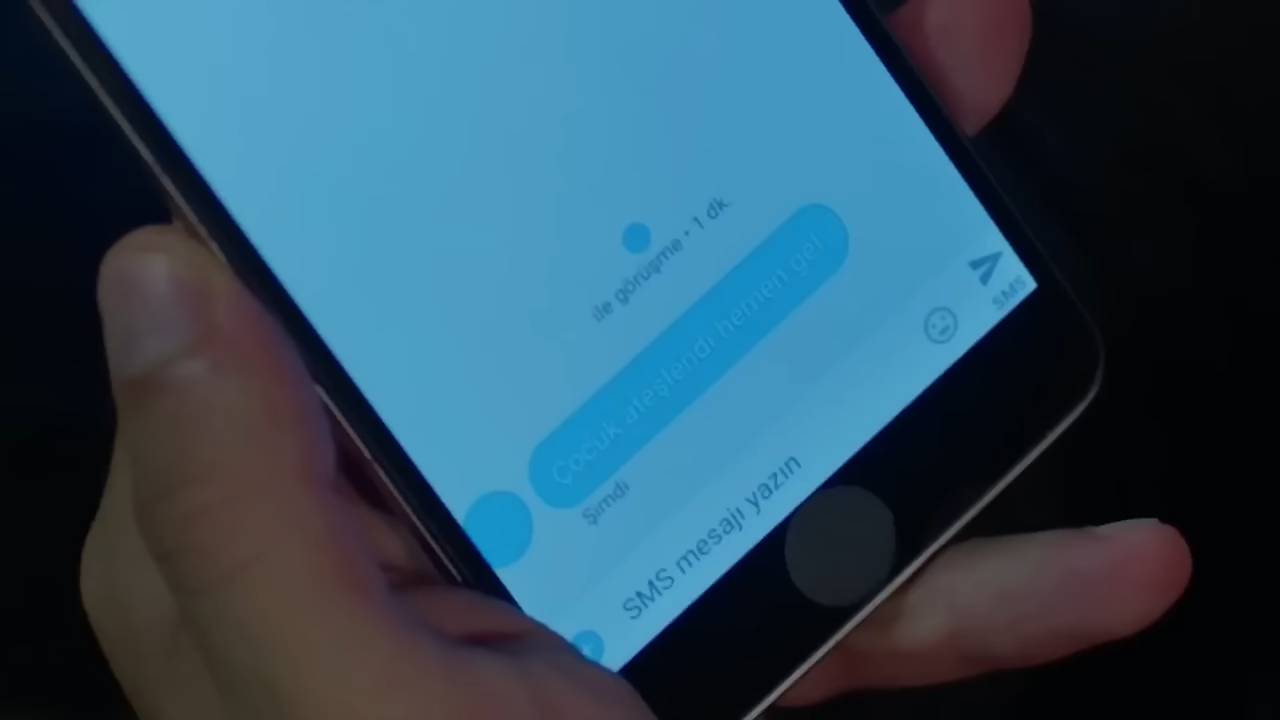 ile görüşme • 1 dk.
Çocuk ateşlendi hemen gel
Şimdi
SMS mesajı yazın
SMS